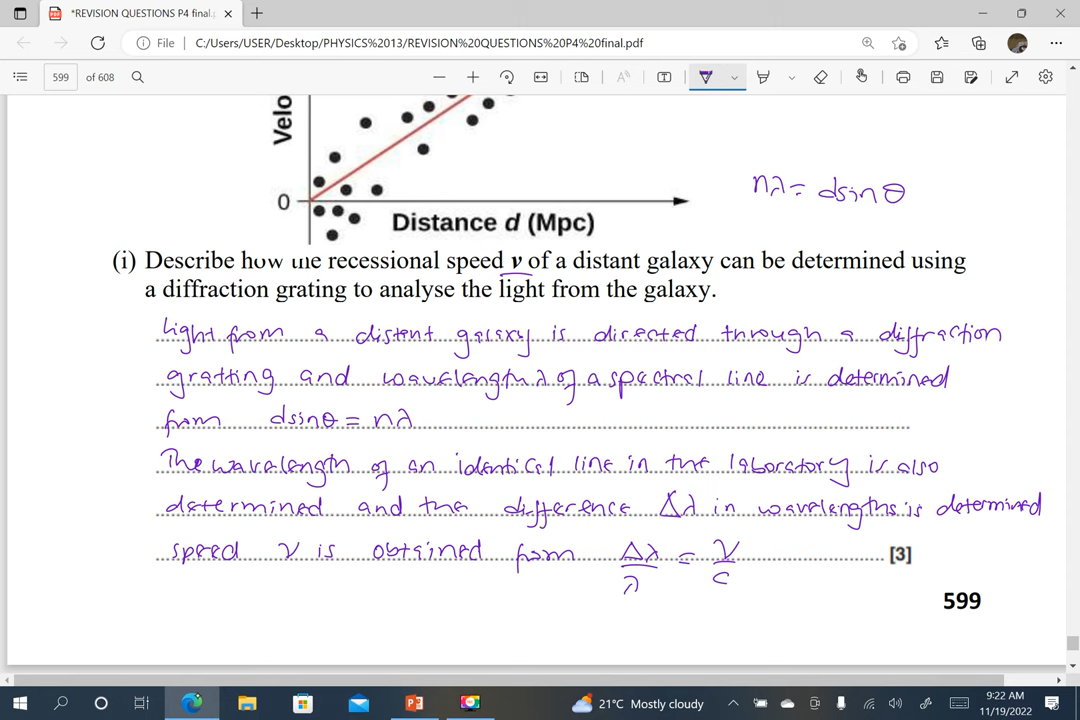 *REVISION QUESTIONS P4 final.
File C:/Users/USER/Desktop/PHYSICS%2013/REVISION%20QUESTIONS%20P4%20final.pdf
599 of 608
Velo
0
Distance d (Mpc)
nλ = dsinθ
(i) Describe how the recessional speed v of a distant galaxy can be determined using
a diffraction grating to analyse the light from the galaxy.
Light from a distent galaxy is directed through a diffraction
gratting and wavelength λ of a spectral line is determined
from dsinθ = nλ
The wavelength of an identical line in the laboratory is also
determined and the difference Δλ in wavelengths is determined
speed v is obtained from Δλ/λ = v/c [3]
599
21°C Mostly cloudy
9:22 AM
11/19/2022